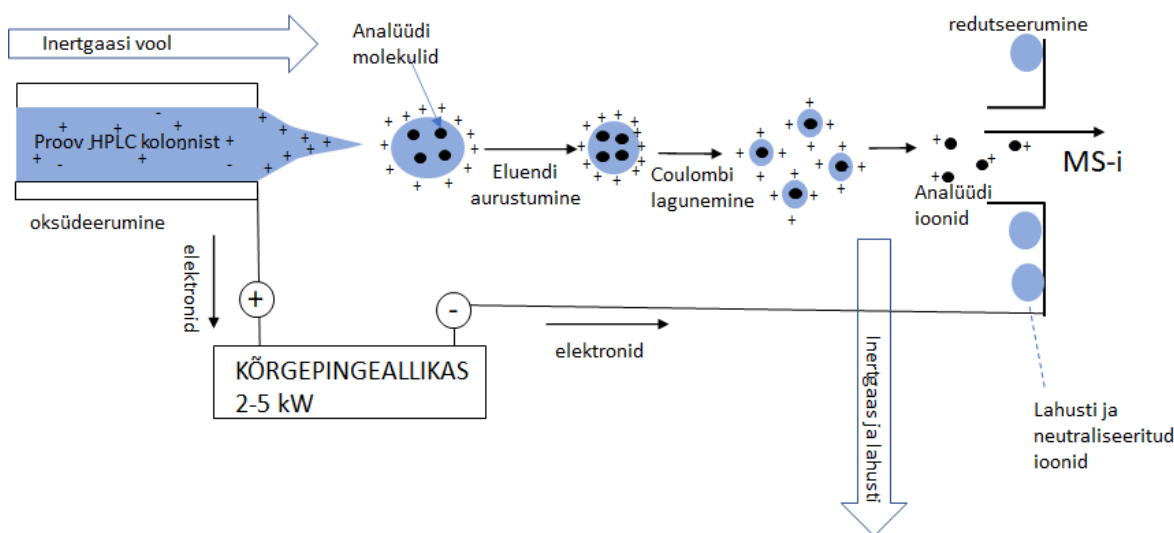 Inertgaasi vool
Analüüdi
molekulid
redutseerumine
Proov HPLC kolonnist
Eluendi
aurustumine
Coulombi
lagunemine
Analüüdi
ioonid
MS-i
oksüdeerumine
elektronid
+
-
elektronid
KÕRGEPINGEALLIKAS
2-5 kW
Inertgaas ja lahusti
Lahusti ja
neutraliseeritud
ioonid